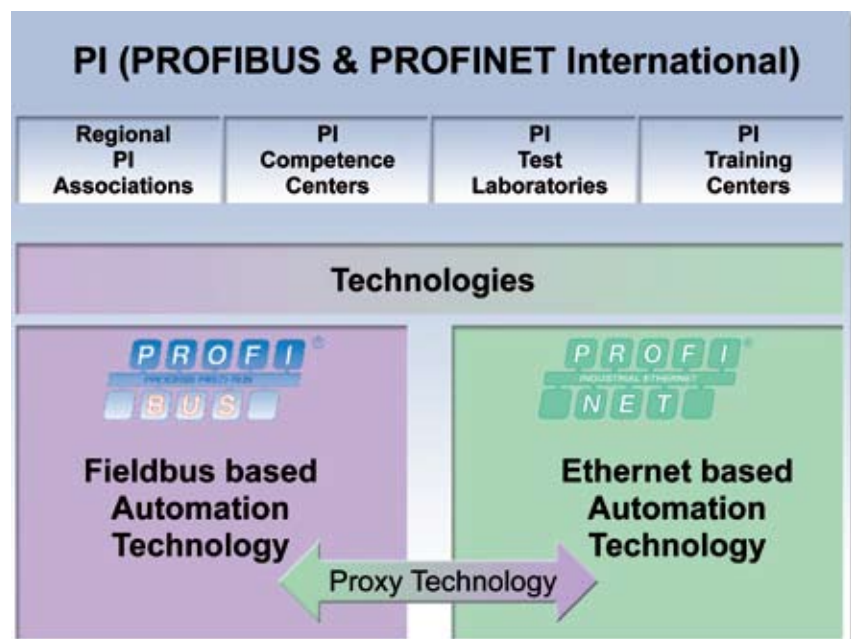 PI (PROFIBUS & PROFINET International)
Regional
PI
Associations
PI
Competence
Centers
PI
Test
Laboratories
PI
Training
Centers
Technologies
PROFI®
BUS
PROFI®
INDUSTRIAL ETHERNET
NET
Fieldbus based
Automation
Technology
Ethernet based
Automation
Technology
Proxy Technology